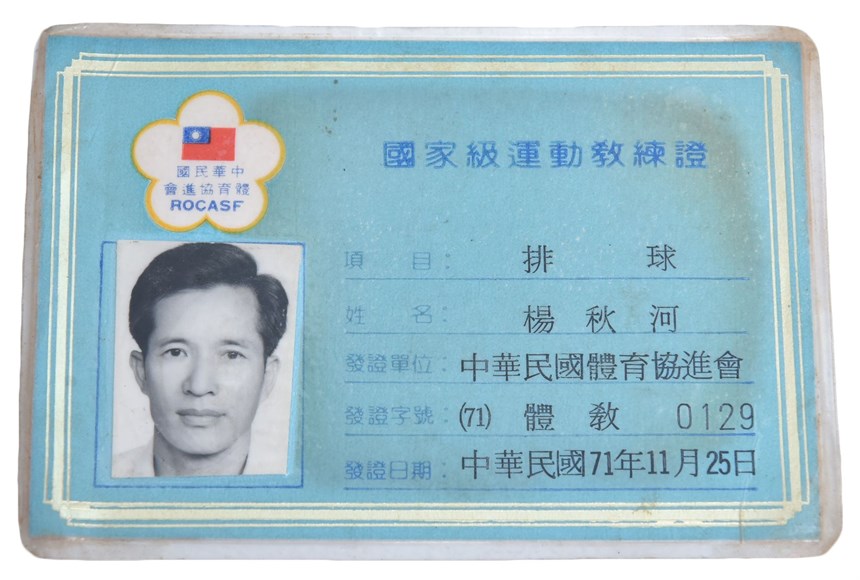 中華民國
體育協進會
ROCASF
國家級運動教練證
項目： 排球
姓名： 楊秋河
發證單位： 中華民國體育協進會
發證字號： (71) 體教 0129
發證日期： 中華民國71年11月25日